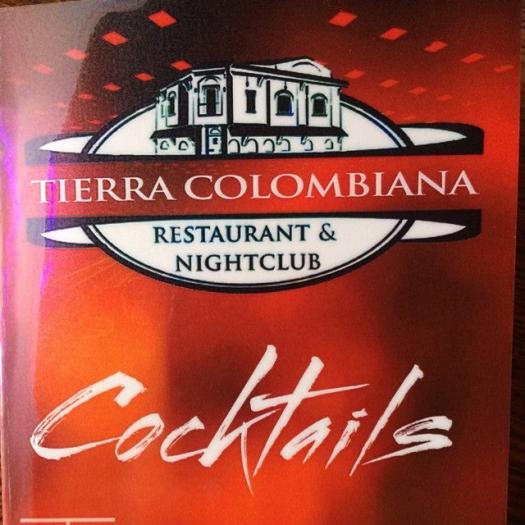 TIERRA COLOMBIANA
RESTAURANT &
NIGHTCLUB
Cocktails